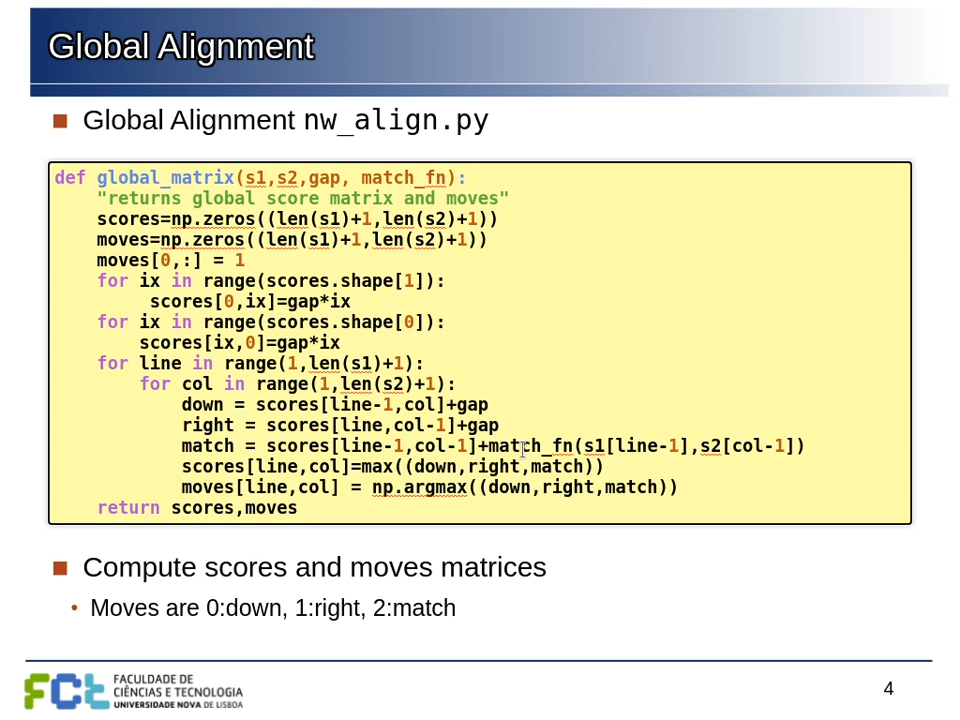 Global Alignment
Global Alignment nw_align.py
def global_matrix(s1,s2,gap, match_fn):
    "returns global score matrix and moves"
    scores=np.zeros((len(s1)+1,len(s2)+1))
    moves=np.zeros((len(s1)+1,len(s2)+1))
    moves[0,:] = 1
    for ix in range(scores.shape[1]):
         scores[0,ix]=gap*ix
    for ix in range(scores.shape[0]):
        scores[ix,0]=gap*ix
    for line in range(1,len(s1)+1):
        for col in range(1,len(s2)+1):
            down = scores[line-1,col]+gap
            right = scores[line,col-1]+gap
            match = scores[line-1,col-1]+match_fn(s1[line-1],s2[col-1])
            scores[line,col]=max((down,right,match))
            moves[line,col] = np.argmax((down,right,match))
    return scores,moves
Compute scores and moves matrices
• Moves are 0:down, 1:right, 2:match
FCT
FACULDADE DE
CIÊNCIAS E TECNOLOGIA
UNIVERSIDADE NOVA DE LISBOA
4